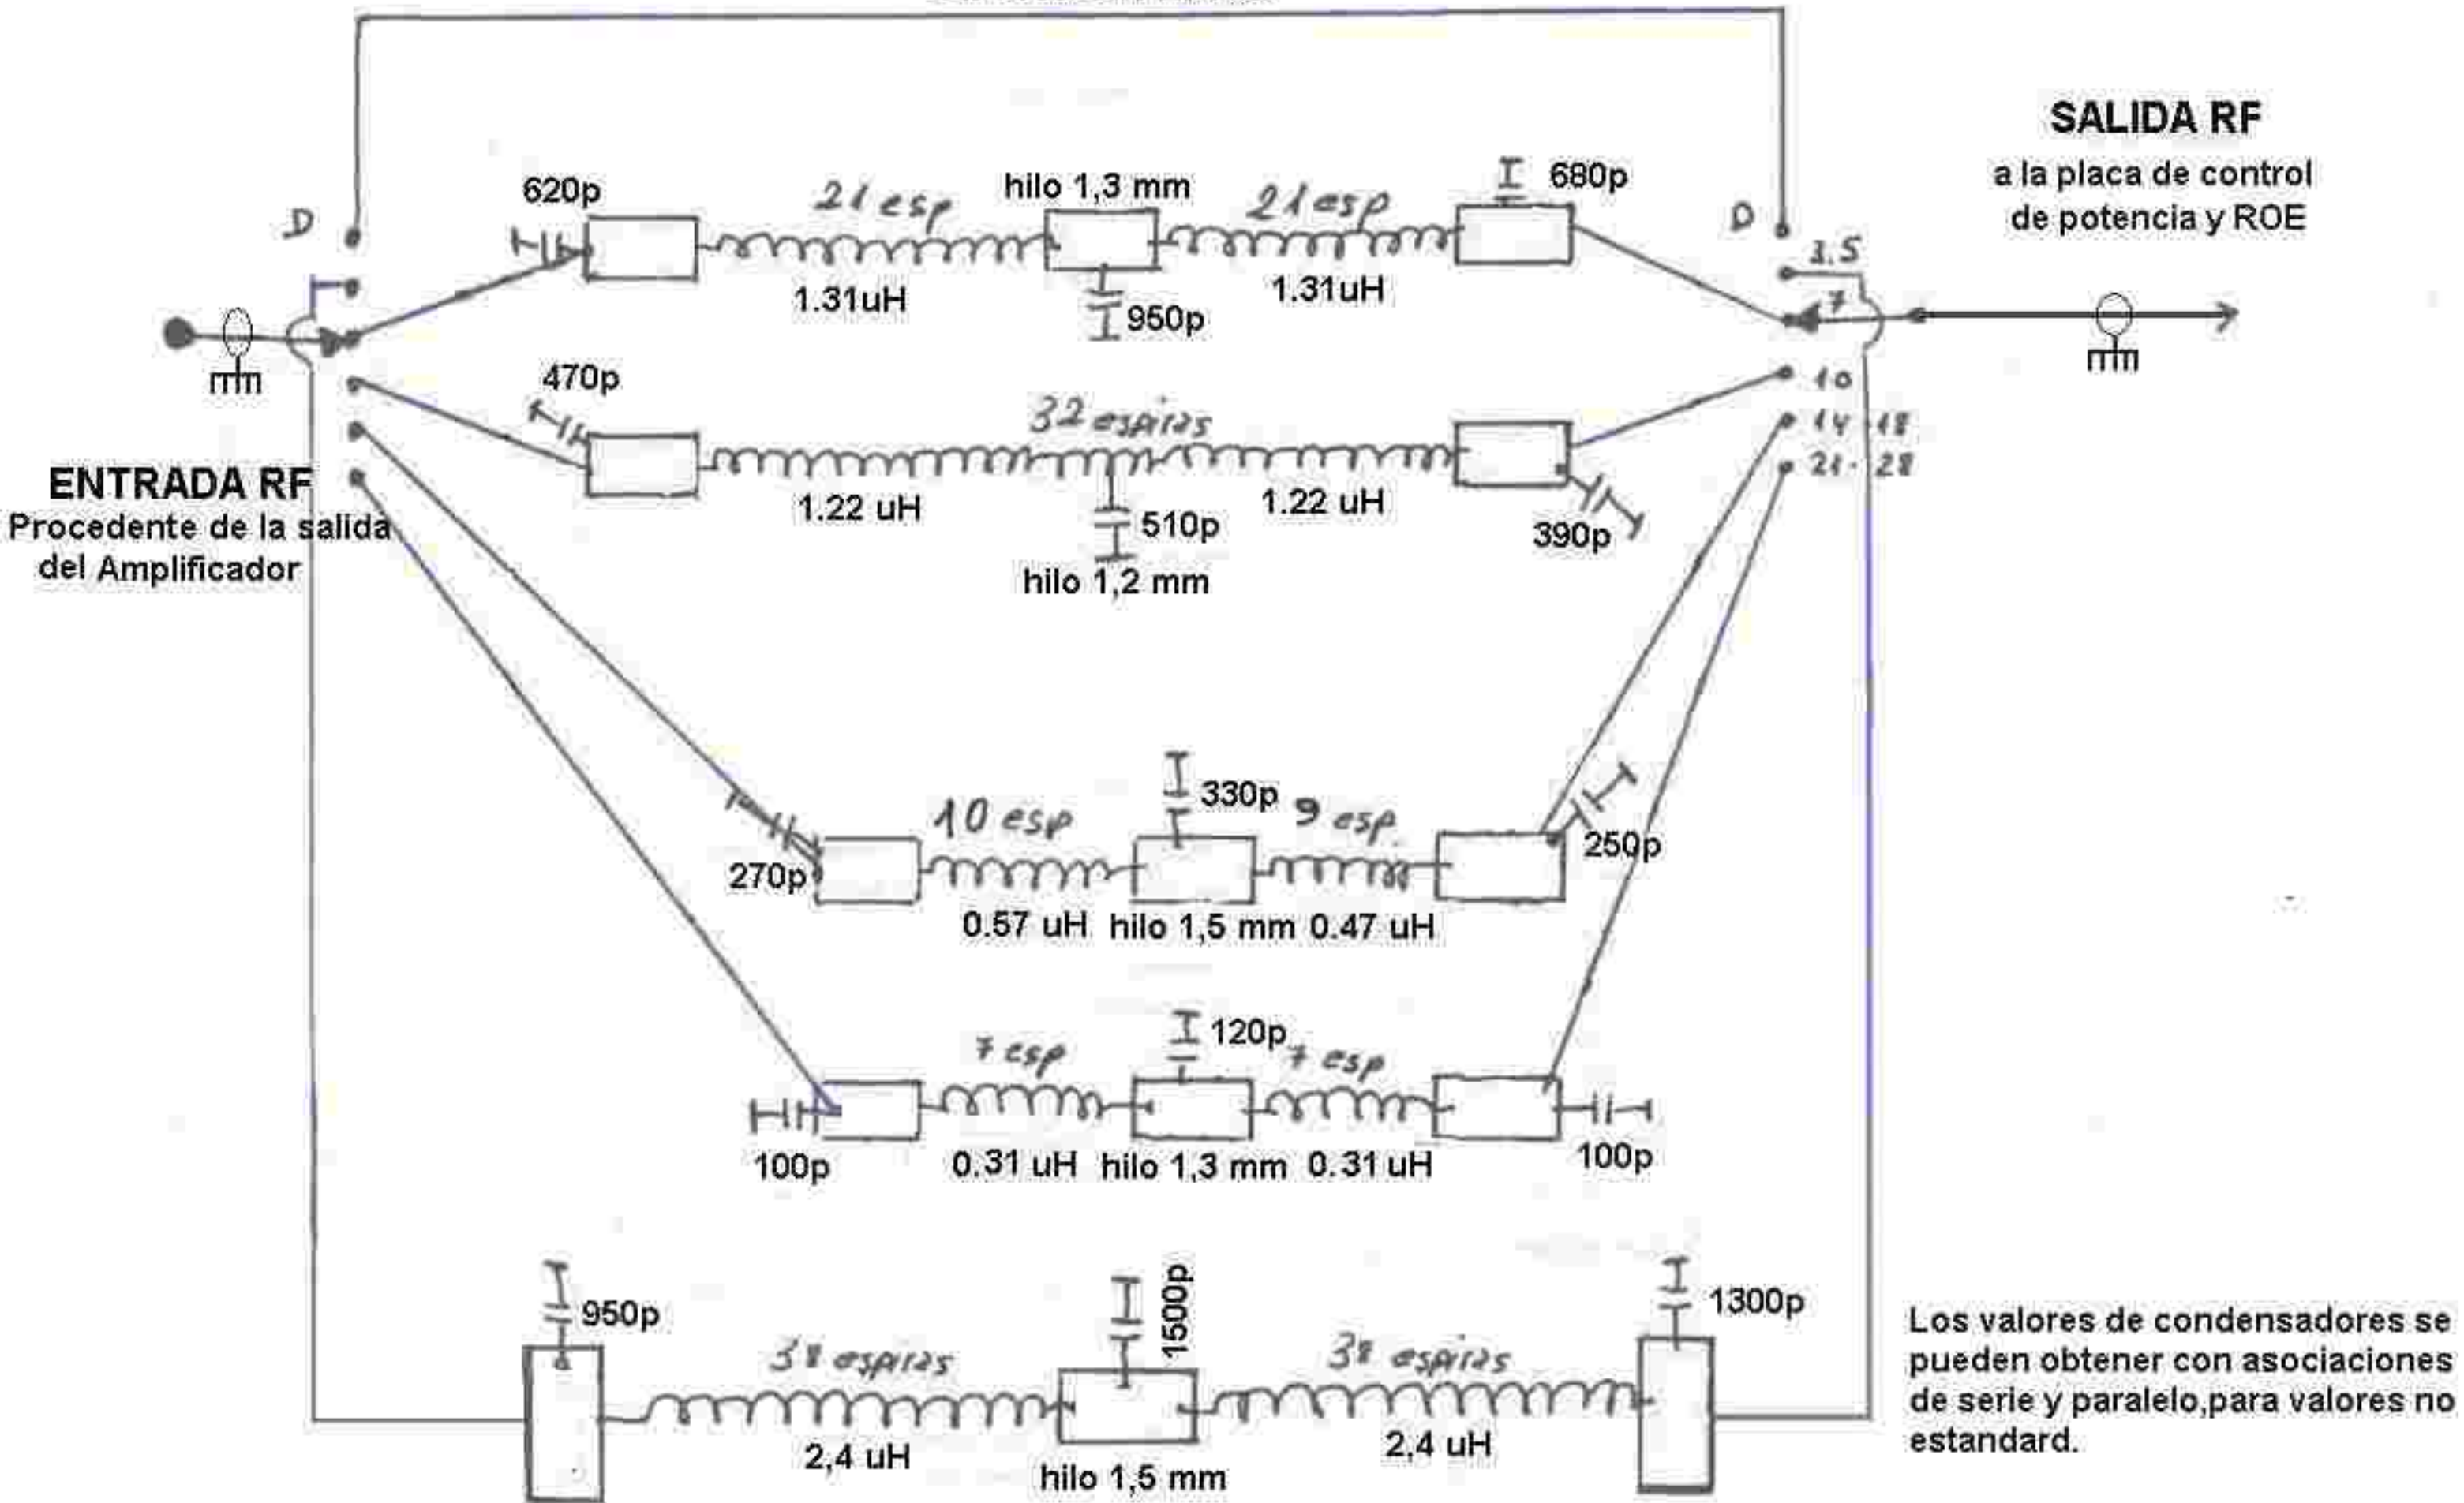 SALIDA RF
a la placa de control
de potencia y ROE
620p
21 esp
hilo 1,3 mm
21 esp
680p
D
D
3.5
1.31uH
950p
1.31uH
7
470p
32 espiras
10
14 18
21 - 28
ENTRADA RF
Procedente de la salida
del Amplificador
1.22 uH
510p
1.22 uH
390p
hilo 1,2 mm
330p
10 esp
9 esp.
270p
250p
0.57 uH hilo 1,5 mm 0.47 uH
120p
7 esp
7 esp
100p
0.31 uH hilo 1,3 mm 0.31 uH
100p
950p
1500p
1300p
38 espiras
38 espiras
2,4 uH
2,4 uH
hilo 1,5 mm
Los valores de condensadores se
pueden obtener con asociaciones
de serie y paralelo,para valores no
estandard.